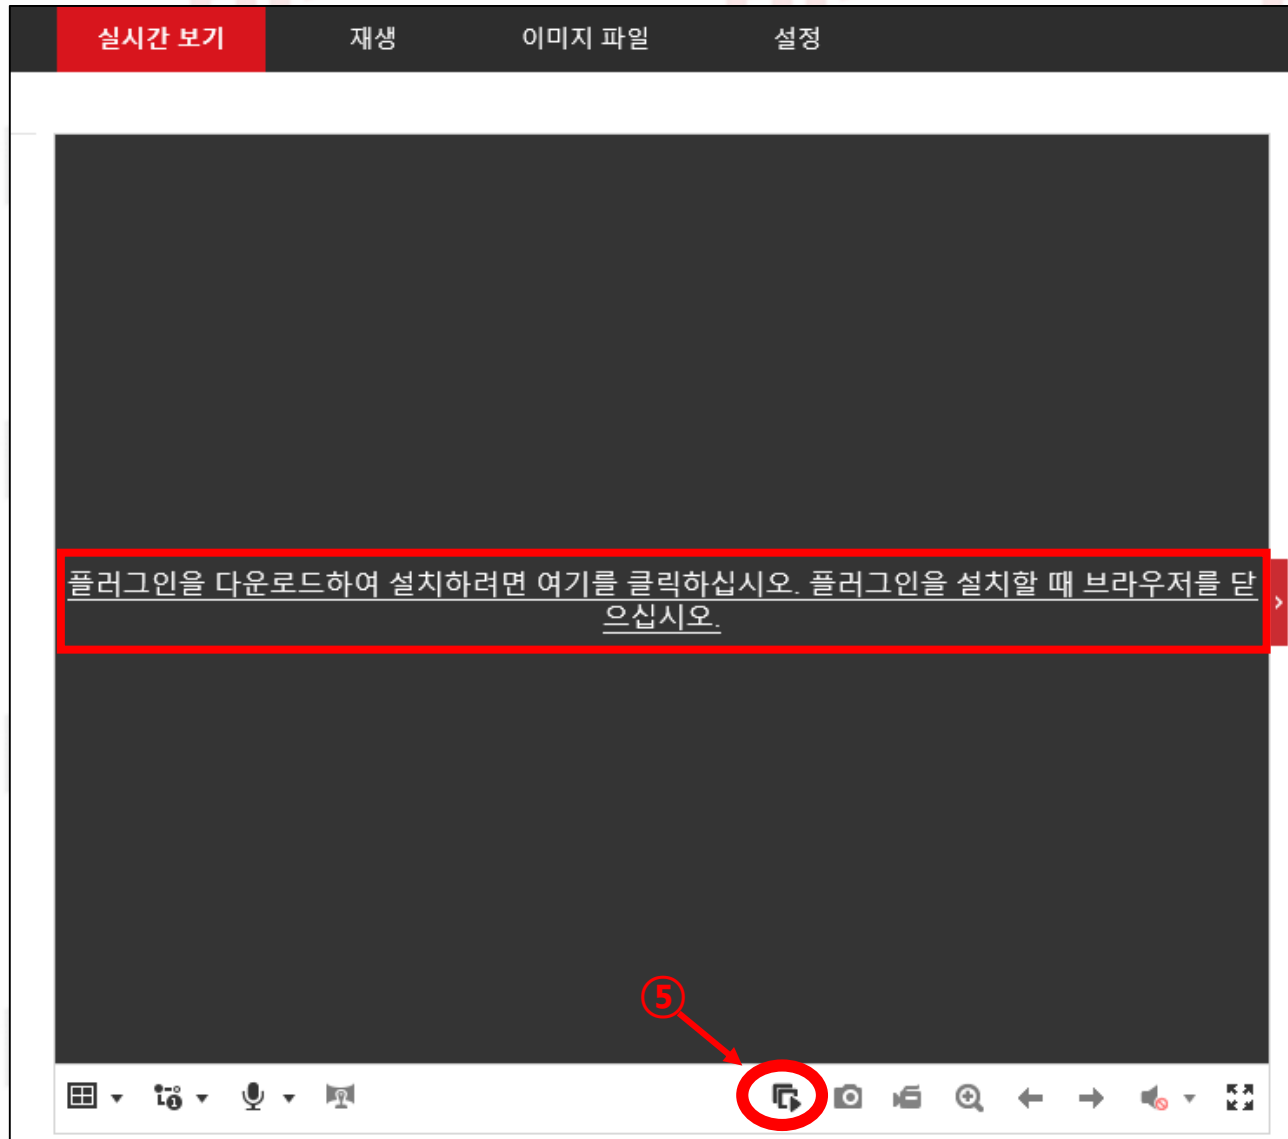 실시간 보기 재생 이미지 파일 설정
플러그인을 다운로드하여 설치하려면 여기를 클릭하십시오. 플러그인을 설치할 때 브라우저를 닫
으십시오.
⑤